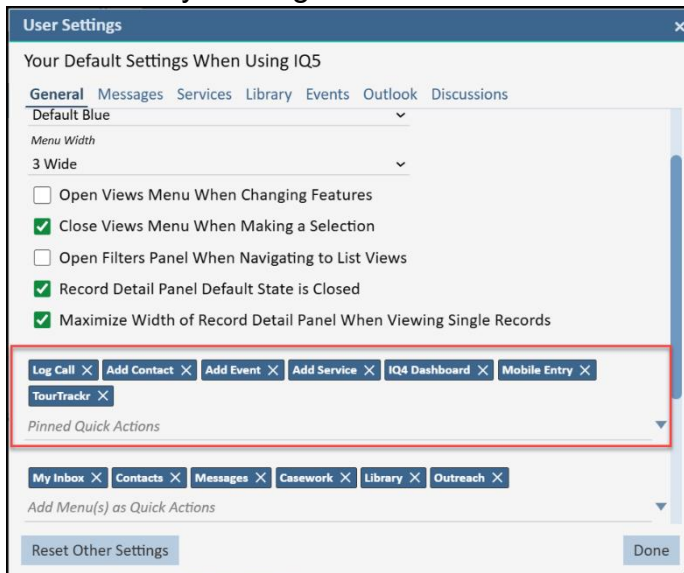 User Settings
Your Default Settings When Using IQ5
General Messages Services Library Events Outlook Discussions
Default Blue
Menu Width
3 Wide
Open Views Menu When Changing Features
Close Views Menu When Making a Selection
Open Filters Panel When Navigating to List Views
Record Detail Panel Default State is Closed
Maximize Width of Record Detail Panel When Viewing Single Records
Log Call Add Contact Add Event Add Service IQ4 Dashboard Mobile Entry
TourTrackr
Pinned Quick Actions
My Inbox Contacts Messages Casework Library Outreach
Add Menu(s) as Quick Actions
Reset Other Settings Done